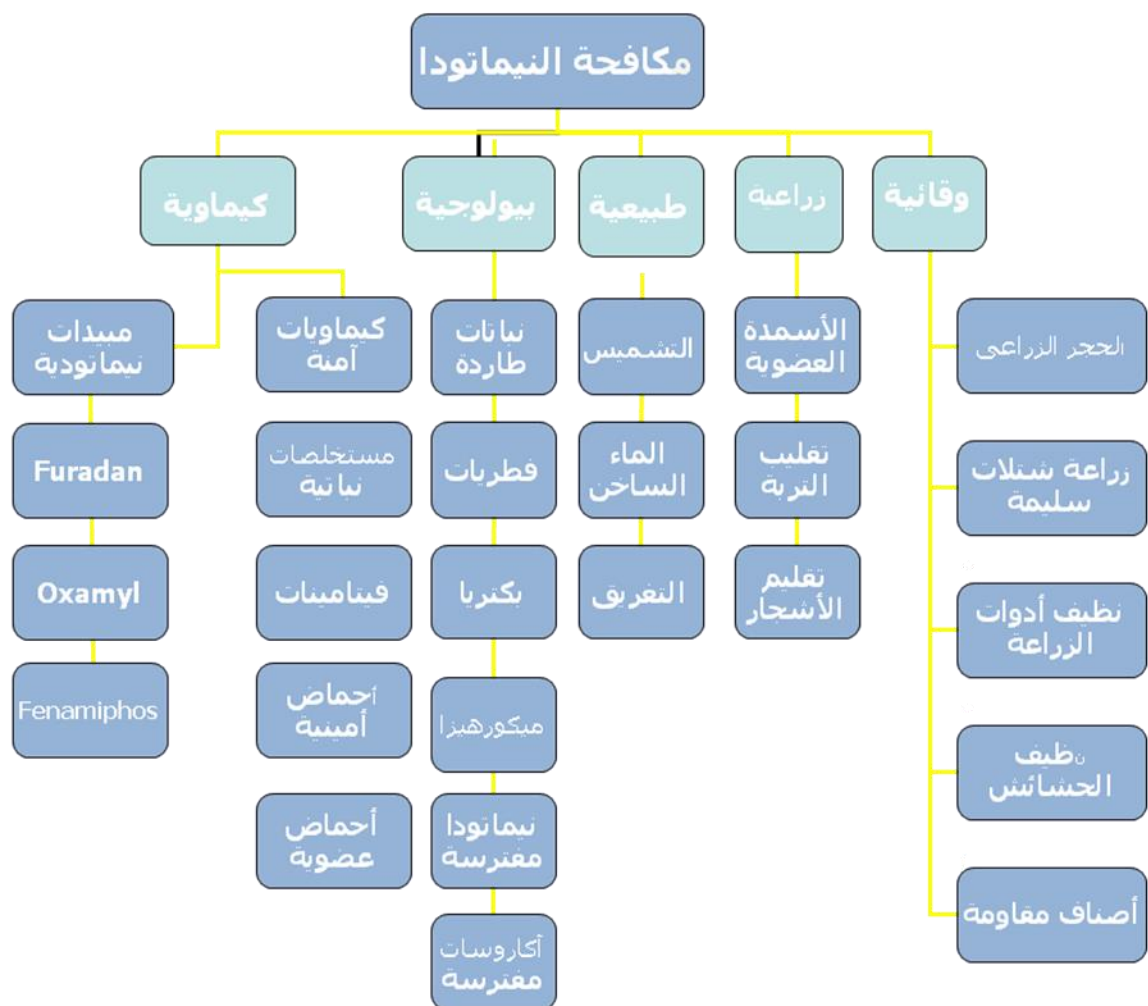 مكافحة النيماتودا
وقائية
زراعية
طبيعية
بيولوجية
كيماوية
الحجر الزراعى
زراعة شتلات
سليمة
نظيف أدوات
الزراعة
نظيف
الحشائش
أصناف مقاومة
الأسمدة
العضوية
تقليب
التربة
تقليم
الأشجار
التشميس
الماء
الساخن
التغريق
نباتات
طاردة
فطريات
بكتريا
ميكورهيزا
نيماتودا
مفترسة
أكاروسات
مفترسة
كيماويات
آمنة
مستخلصات
نباتية
فيتامينات
أحماض
أمينية
أحماض
عضوية
مبيدات
نيماتودية
Furadan
Oxamyl
Fenamiphos